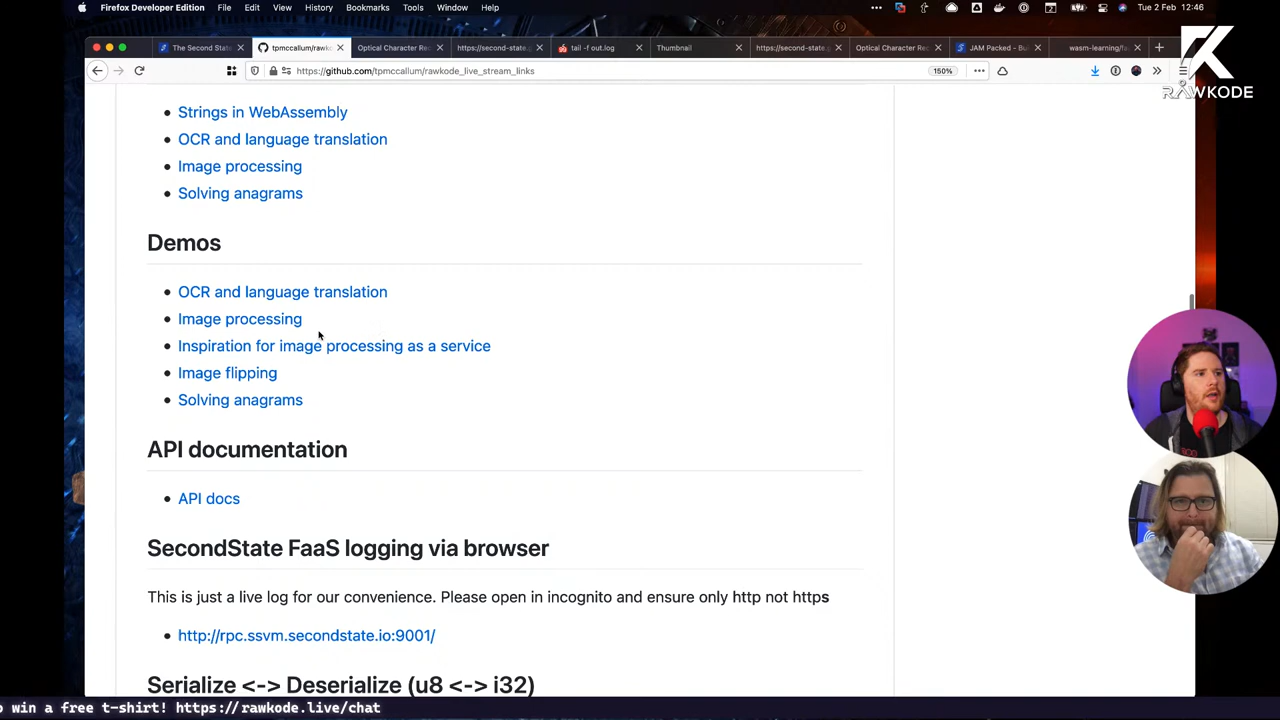 Firefox Developer Edition File Edit View History Bookmarks Tools Window Help
Tue 2 Feb 12:46
The Second State
tpmccallum/rawko
Optical Character Rec
https://second-state.g
tail -f out.log
Thumbnail
https://second-state.g
Optical Character Rec
JAM Packed - Bui
wasm-learning/fa
https://github.com/tpmccallum/rawkode_live_stream_links
150%
RAWKODE
Strings in WebAssembly
OCR and language translation
Image processing
Solving anagrams
Demos
OCR and language translation
Image processing
Inspiration for image processing as a service
Image flipping
Solving anagrams
API documentation
API docs
SecondState FaaS logging via browser
This is just a live log for our convenience. Please open in incognito and ensure only http not https
http://rpc.ssvm.secondstate.io:9001/
Serialize <-> Deserialize (u8 <-> i32)
o win a free t-shirt! https://rawkode.live/chat